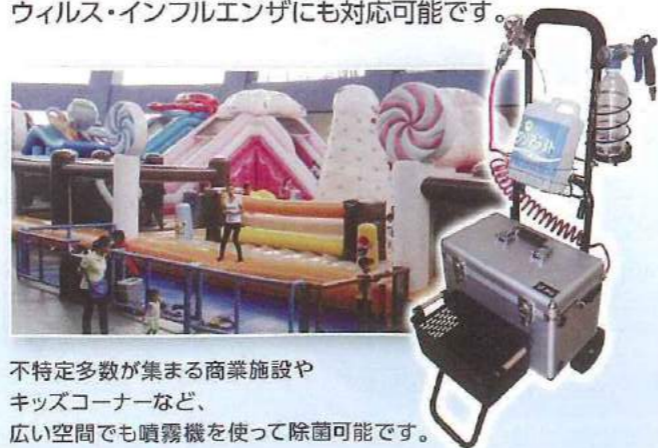 ウィルス・インフルエンザにも対応可能です。
不特定多数が集まる商業施設や
キッズコーナーなど、
広い空間でも噴霧機を使って除菌可能です。